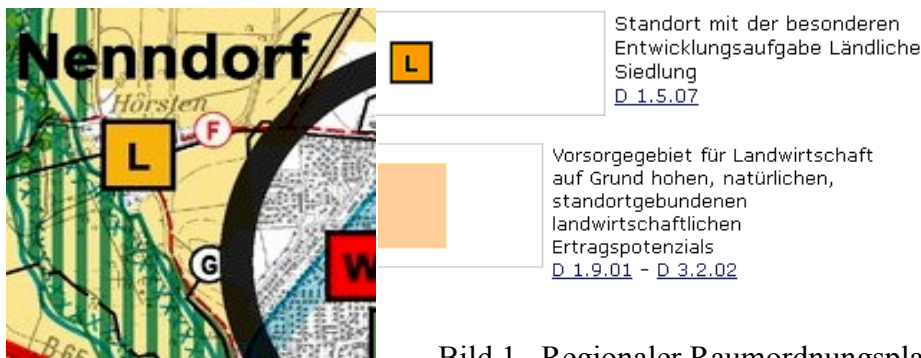 Nenndorf
Hörsten
L
F
G
W
B 65
L
Standort mit der besonderen
Entwicklungsaufgabe Ländliche
Siedlung
D 1.5.07
Vorsorgegebiet für Landwirtschaft
auf Grund hohen, natürlichen,
standortgebundenen
landwirtschaftlichen
Ertragspotenzials
D 1.9.01 - D 3.2.02
Bild 1 Regionaler Raumordnungspla